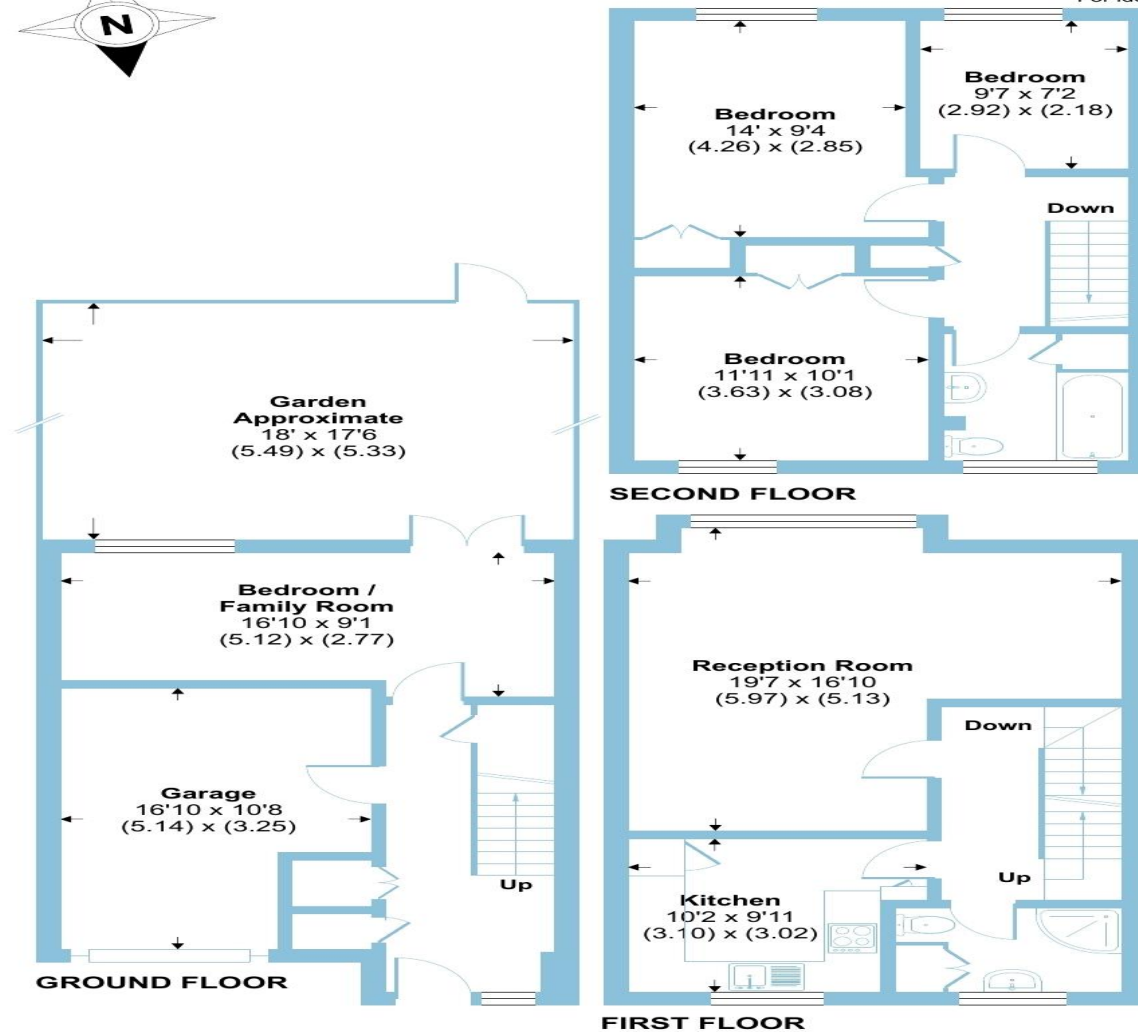 N
Bedroom
14' x 9'4
(4.26) x (2.85)
Bedroom
9'7 x 7'2
(2.92) x (2.18)
Down
Bedroom
11'11 x 10'1
(3.63) x (3.08)
SECOND FLOOR
Garden
Approximate
18' x 17'6
(5.49) x (5.33)
Bedroom /
Family Room
16'10 x 9'1
(5.12) x (2.77)
Garage
16'10 x 10'8
(5.14) x (3.25)
Up
GROUND FLOOR
Reception Room
19'7 x 16'10
(5.97) x (5.13)
Down
Up
Kitchen
10'2 x 9'11
(3.10) x (3.02)
FIRST FLOOR